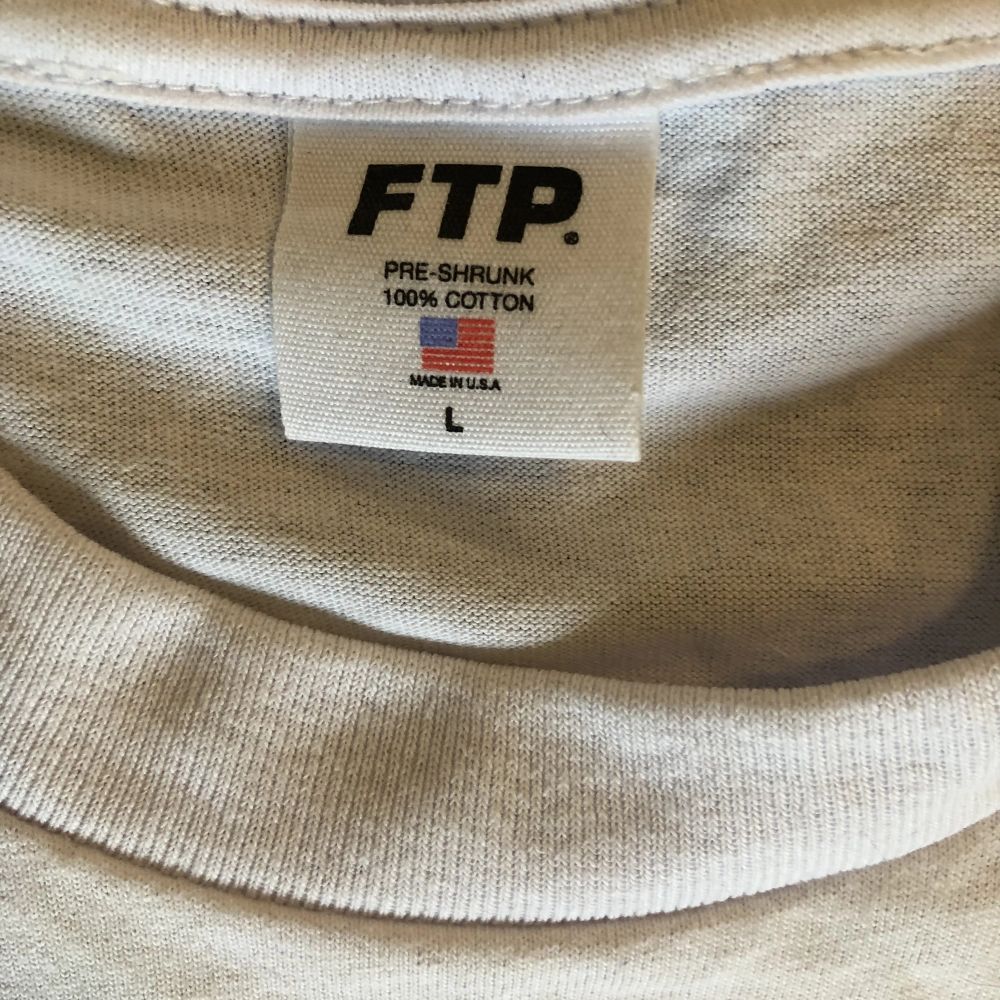 FTP.®
PRE-SHRUNK
100% COTTON
MADE IN U.S.A
L